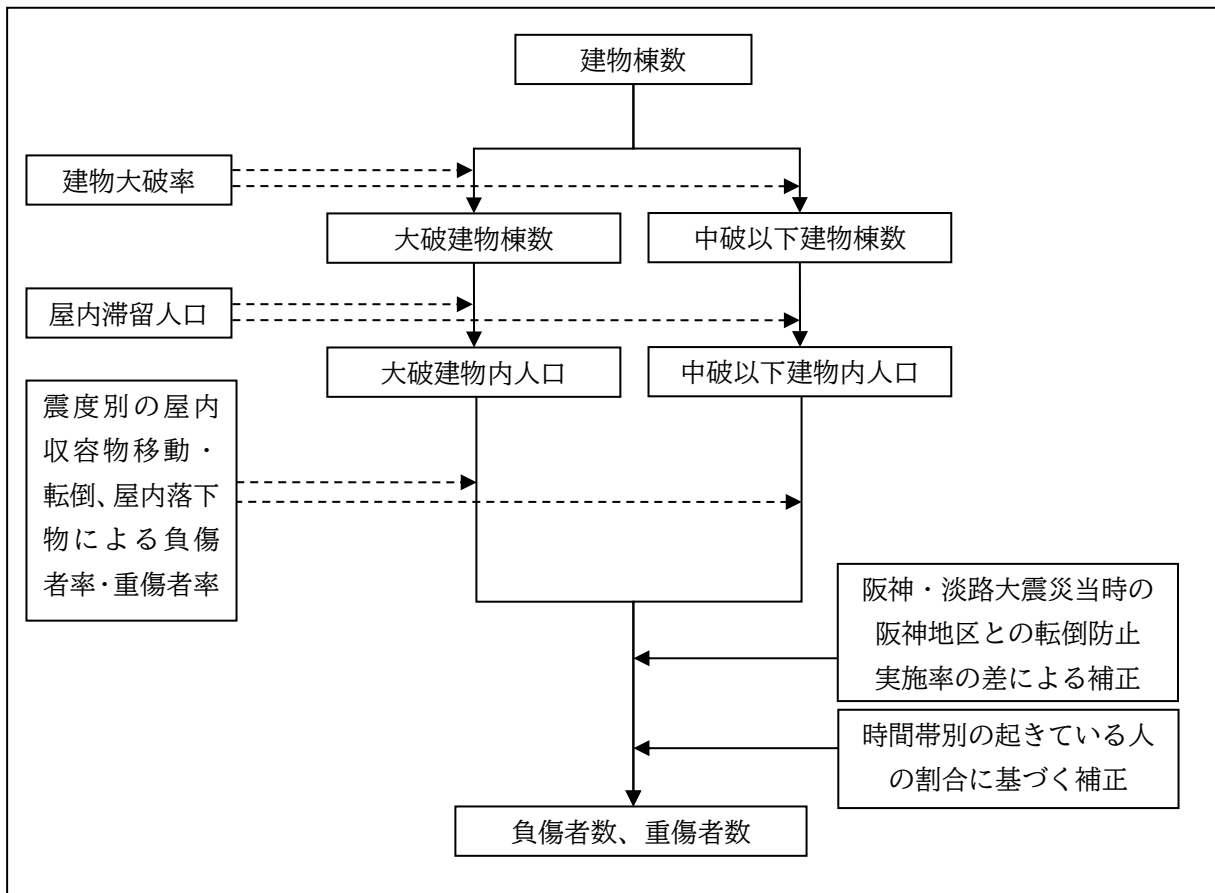 建物棟数
建物大破率
大破建物棟数
中破以下建物棟数
屋内滞留人口
大破建物内人口
中破以下建物内人口
震度別の屋内
収容物移動・
転倒、屋内落下
物による負傷
者率・重傷者率
阪神・淡路大震災当時の
阪神地区との転倒防止
実施率の差による補正
時間帯別の起きている人
の割合に基づく補正
負傷者数、重傷者数